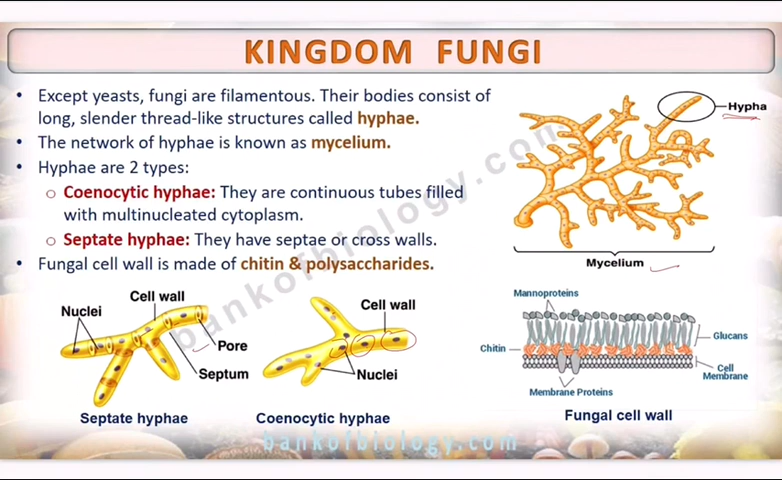 KINGDOM FUNGI
• Except yeasts, fungi are filamentous. Their bodies consist of
long, slender thread-like structures called hyphae.
• The network of hyphae is known as mycelium.
• Hyphae are 2 types:
o Coenocytic hyphae: They are continuous tubes filled
with multinucleated cytoplasm.
o Septate hyphae: They have septae or cross walls.
• Fungal cell wall is made of chitin & polysaccharides.
Hypha
Mycelium
Nuclei
Cell wall
Pore
Septum
Septate hyphae
Cell wall
Nuclei
Coenocytic hyphae
Mannoproteins
Glucans
Chitin
Cell
Membrane
Membrane Proteins
Fungal cell wall
bankofbiology.com
bankofbiology.com